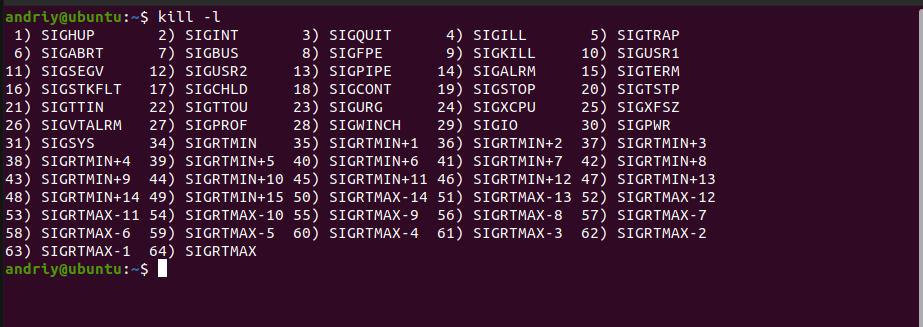 andriy@ubuntu:~$ kill -l
 1) SIGHUP       2) SIGINT       3) SIGQUIT      4) SIGILL       5) SIGTRAP
 6) SIGABRT      7) SIGBUS       8) SIGFPE       9) SIGKILL     10) SIGUSR1
11) SIGSEGV     12) SIGUSR2     13) SIGPIPE     14) SIGALRM     15) SIGTERM
16) SIGSTKFLT   17) SIGCHLD     18) SIGCONT     19) SIGSTOP     20) SIGTSTP
21) SIGTTIN     22) SIGTTOU     23) SIGURG      24) SIGXCPU     25) SIGXFSZ
26) SIGVTALRM   27) SIGPROF     28) SIGWINCH    29) SIGIO       30) SIGPWR
31) SIGSYS      34) SIGRTMIN    35) SIGRTMIN+1  36) SIGRTMIN+2  37) SIGRTMIN+3
38) SIGRTMIN+4  39) SIGRTMIN+5  40) SIGRTMIN+6  41) SIGRTMIN+7  42) SIGRTMIN+8
43) SIGRTMIN+9  44) SIGRTMIN+10 45) SIGRTMIN+11 46) SIGRTMIN+12 47) SIGRTMIN+13
48) SIGRTMIN+14 49) SIGRTMIN+15 50) SIGRTMAX-14 51) SIGRTMAX-13 52) SIGRTMAX-12
53) SIGRTMAX-11 54) SIGRTMAX-10 55) SIGRTMAX-9  56) SIGRTMAX-8  57) SIGRTMAX-7
58) SIGRTMAX-6  59) SIGRTMAX-5  60) SIGRTMAX-4  61) SIGRTMAX-3  62) SIGRTMAX-2
63) SIGRTMAX-1  64) SIGRTMAX
andriy@ubuntu:~$